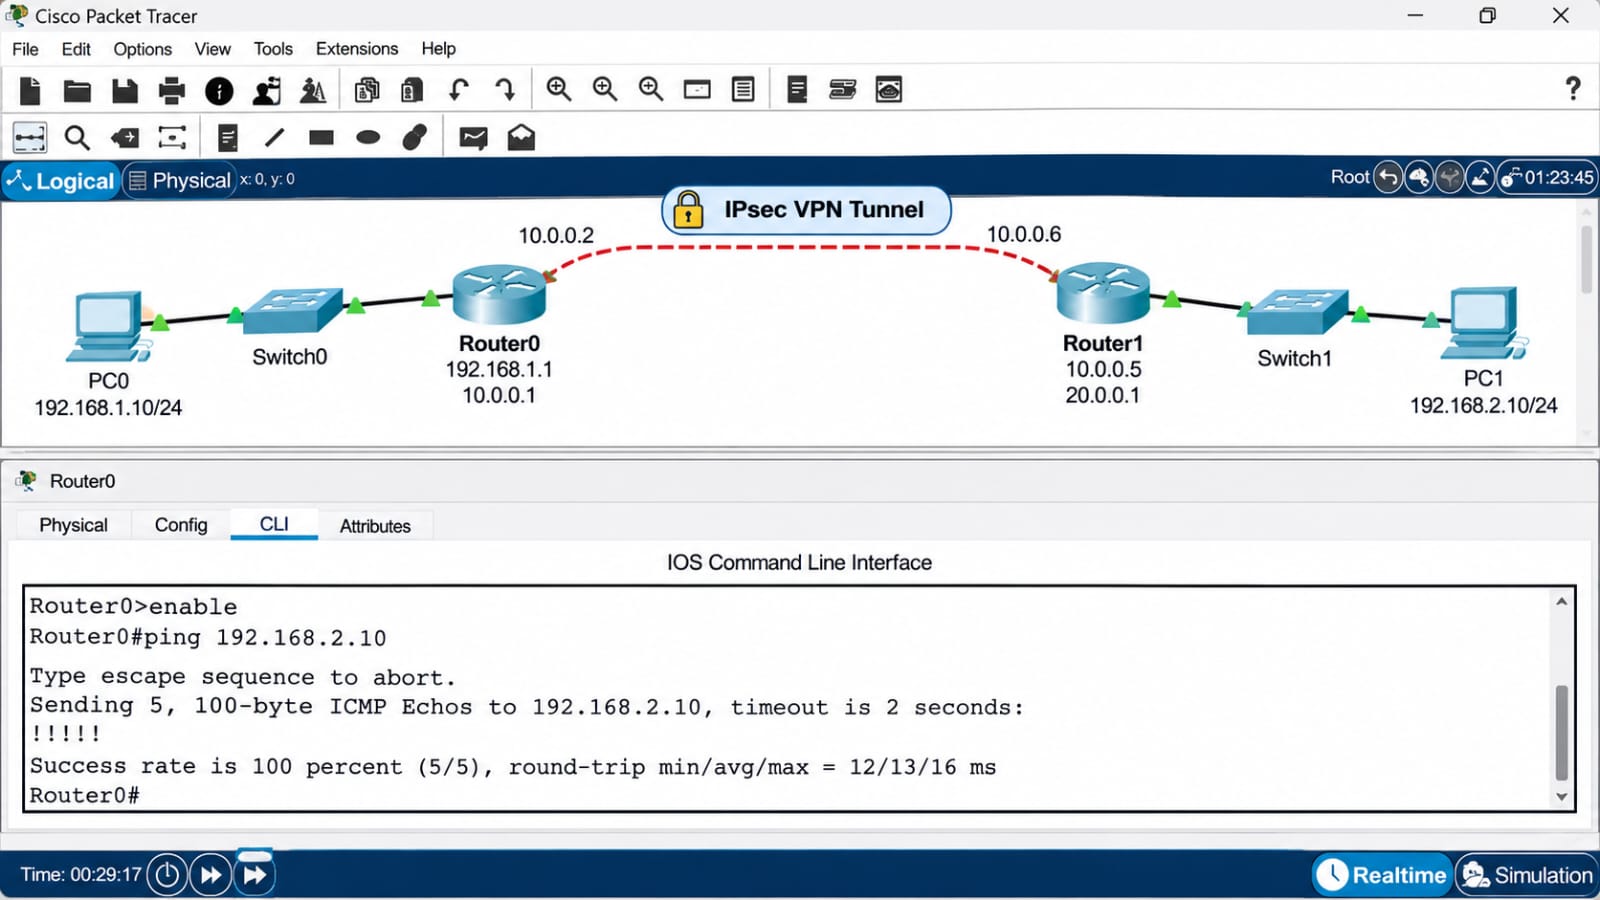 Cisco Packet Tracer
File Edit Options View Tools Extensions Help
?
Logical Physical x: 0, y: 0 Root 01:23:45
IPsec VPN Tunnel
10.0.0.2 10.0.0.6
Switch0 Router0 Router1 Switch1
192.168.1.1 10.0.0.5
PC0 PC1
10.0.0.1 20.0.0.1
192.168.1.10/24 192.168.2.10/24
Router0
Physical Config CLI Attributes
IOS Command Line Interface
Router0>enable
Router0#ping 192.168.2.10
Type escape sequence to abort.
Sending 5, 100-byte ICMP Echos to 192.168.2.10, timeout is 2 seconds:
!!!!!
Success rate is 100 percent (5/5), round-trip min/avg/max = 12/13/16 ms
Router0#
Time: 00:29:17 Realtime Simulation